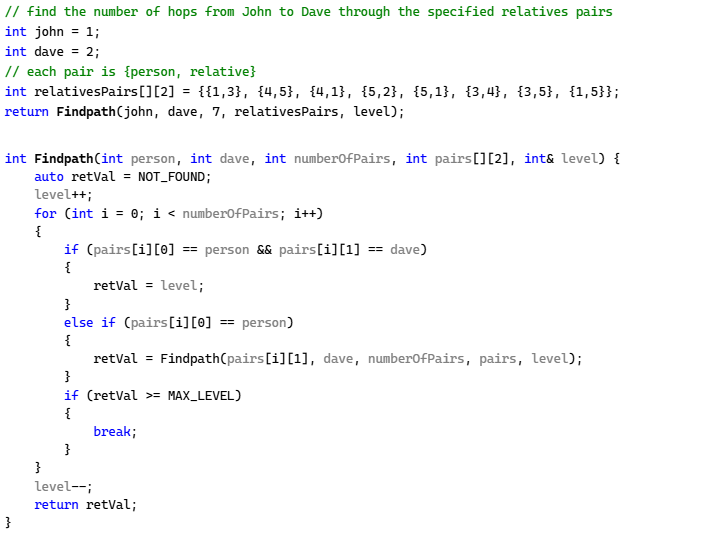 // find the number of hops from John to Dave through the specified relatives pairs
int john = 1;
int dave = 2;
// each pair is {person, relative}
int relativesPairs[][2] = {{1,3}, {4,5}, {4,1}, {5,2}, {5,1}, {3,4}, {3,5}, {1,5}};
return Findpath(john, dave, 7, relativesPairs, level);
int Findpath(int person, int dave, int numberOfPairs, int pairs[][2], int& level) {
auto retVal = NOT_FOUND;
level++;
for (int i = 0; i < numberOfPairs; i++)
{
if (pairs[i][0] == person && pairs[i][1] == dave)
{
retVal = level;
}
else if (pairs[i][0] == person)
{
retVal = Findpath(pairs[i][1], dave, numberOfPairs, pairs, level);
}
if (retVal >= MAX_LEVEL)
{
break;
}
}
level--;
return retVal;
}